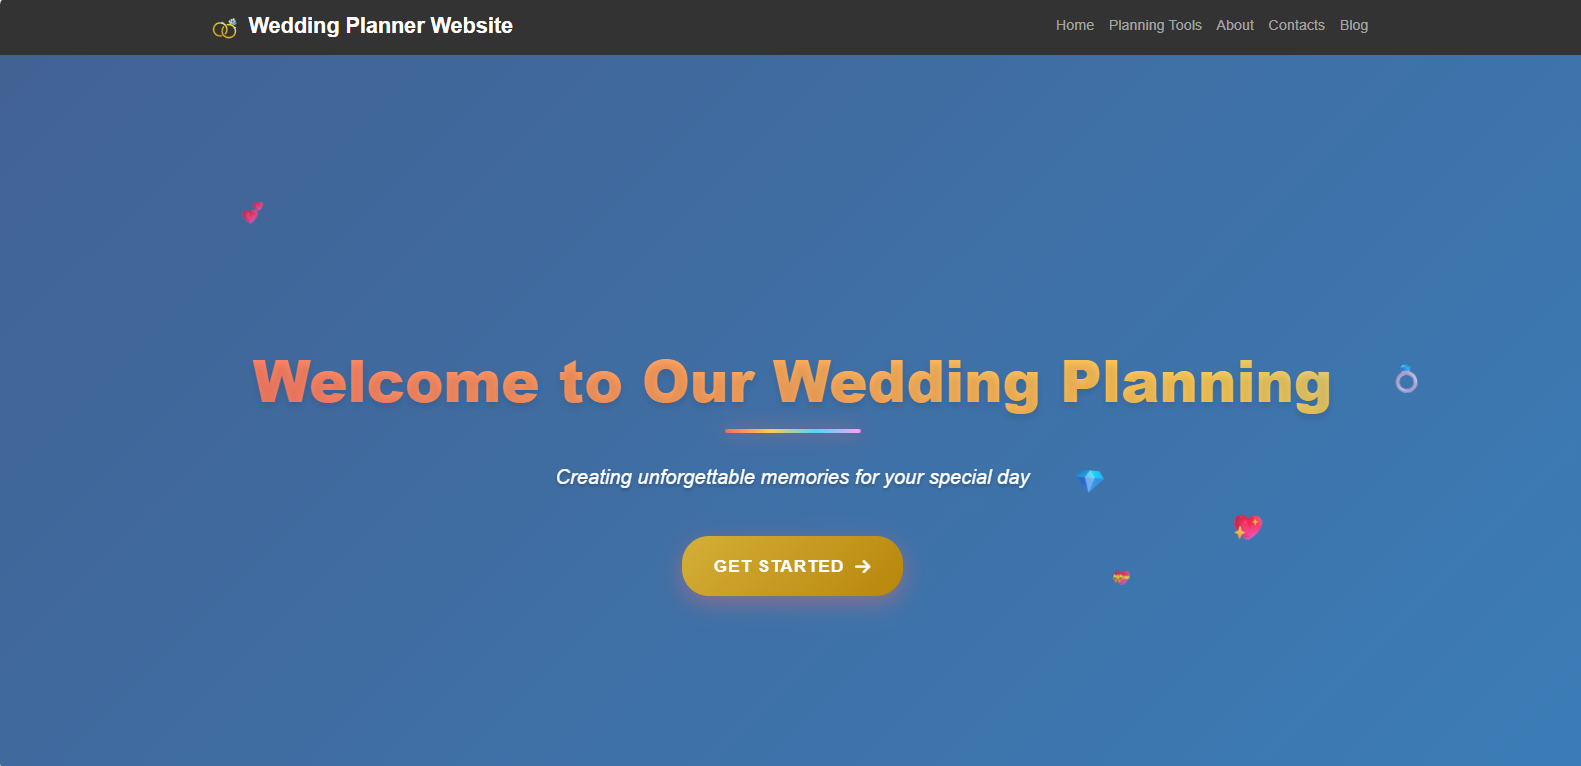 Wedding Planner Website
Home Planning Tools About Contacts Blog
Welcome to Our Wedding Planning
Creating unforgettable memories for your special day
GET STARTED →